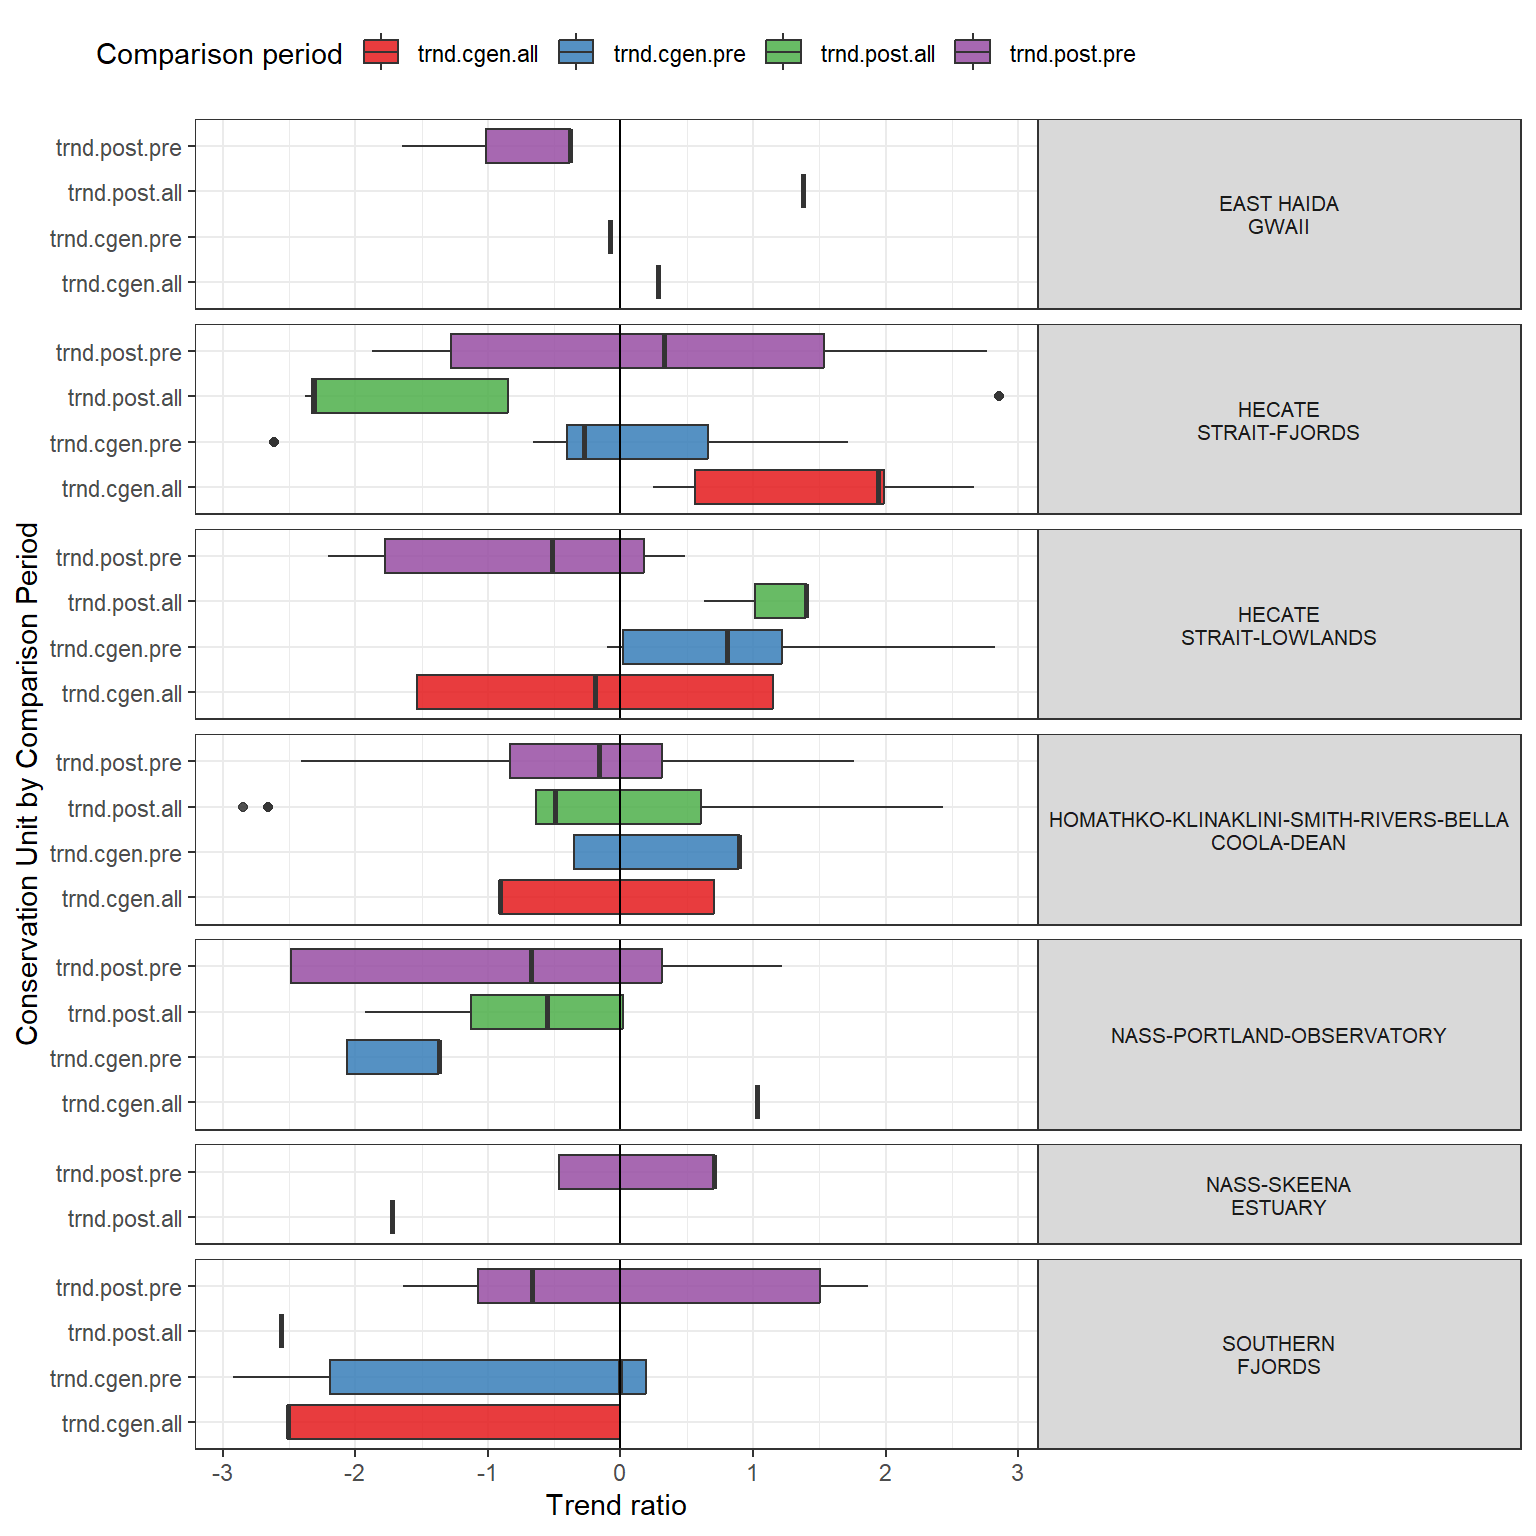 Comparison period trnd.cgen.all trnd.cgen.pre trnd.post.all trnd.post.pre
Conservation Unit by Comparison Period
trnd.post.pre
trnd.post.all
trnd.cgen.pre
trnd.cgen.all
EAST HAIDA
GWAII
trnd.post.pre
trnd.post.all
trnd.cgen.pre
trnd.cgen.all
HECATE
STRAIT-FJORDS
trnd.post.pre
trnd.post.all
trnd.cgen.pre
trnd.cgen.all
HECATE
STRAIT-LOWLANDS
trnd.post.pre
trnd.post.all
trnd.cgen.pre
trnd.cgen.all
HOMATHKO-KLINAKLINI-SMITH-RIVERS-BELLA
COOLA-DEAN
trnd.post.pre
trnd.post.all
trnd.cgen.pre
trnd.cgen.all
NASS-PORTLAND-OBSERVATORY
trnd.post.pre
trnd.post.all
NASS-SKEENA
ESTUARY
trnd.post.pre
trnd.post.all
trnd.cgen.pre
trnd.cgen.all
SOUTHERN
FJORDS
-3 -2 -1 0 1 2 3
Trend ratio